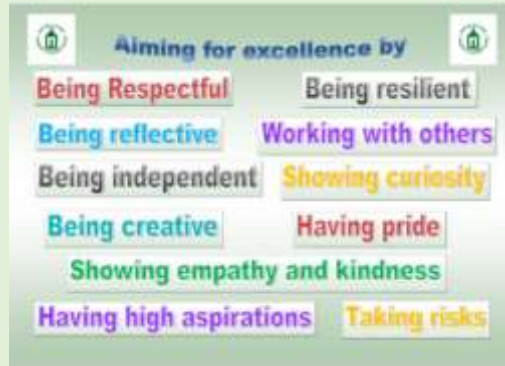 Aiming for excellence by
Being Respectful Being resilient
Being reflective Working with others
Being independent Showing curiosity
Being creative Having pride
Showing empathy and kindness
Having high aspirations Taking risks